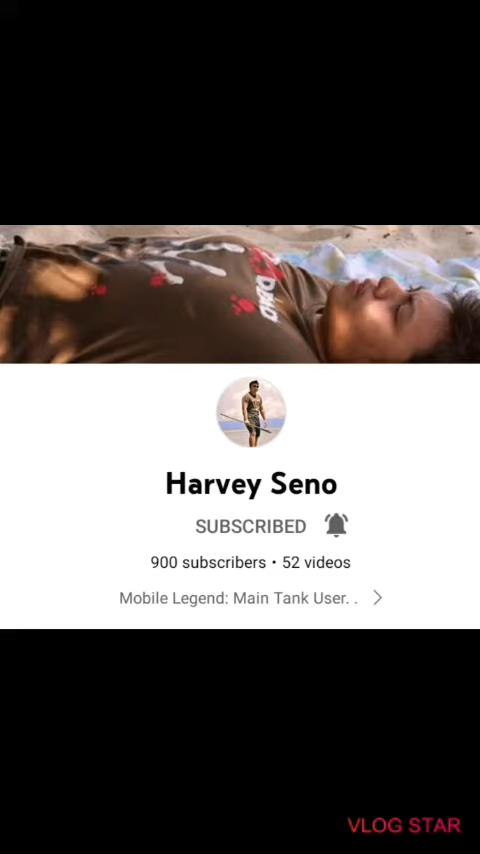 Harvey Seno
SUBSCRIBED
900 subscribers • 52 videos
Mobile Legend: Main Tank User. .
VLOG STAR